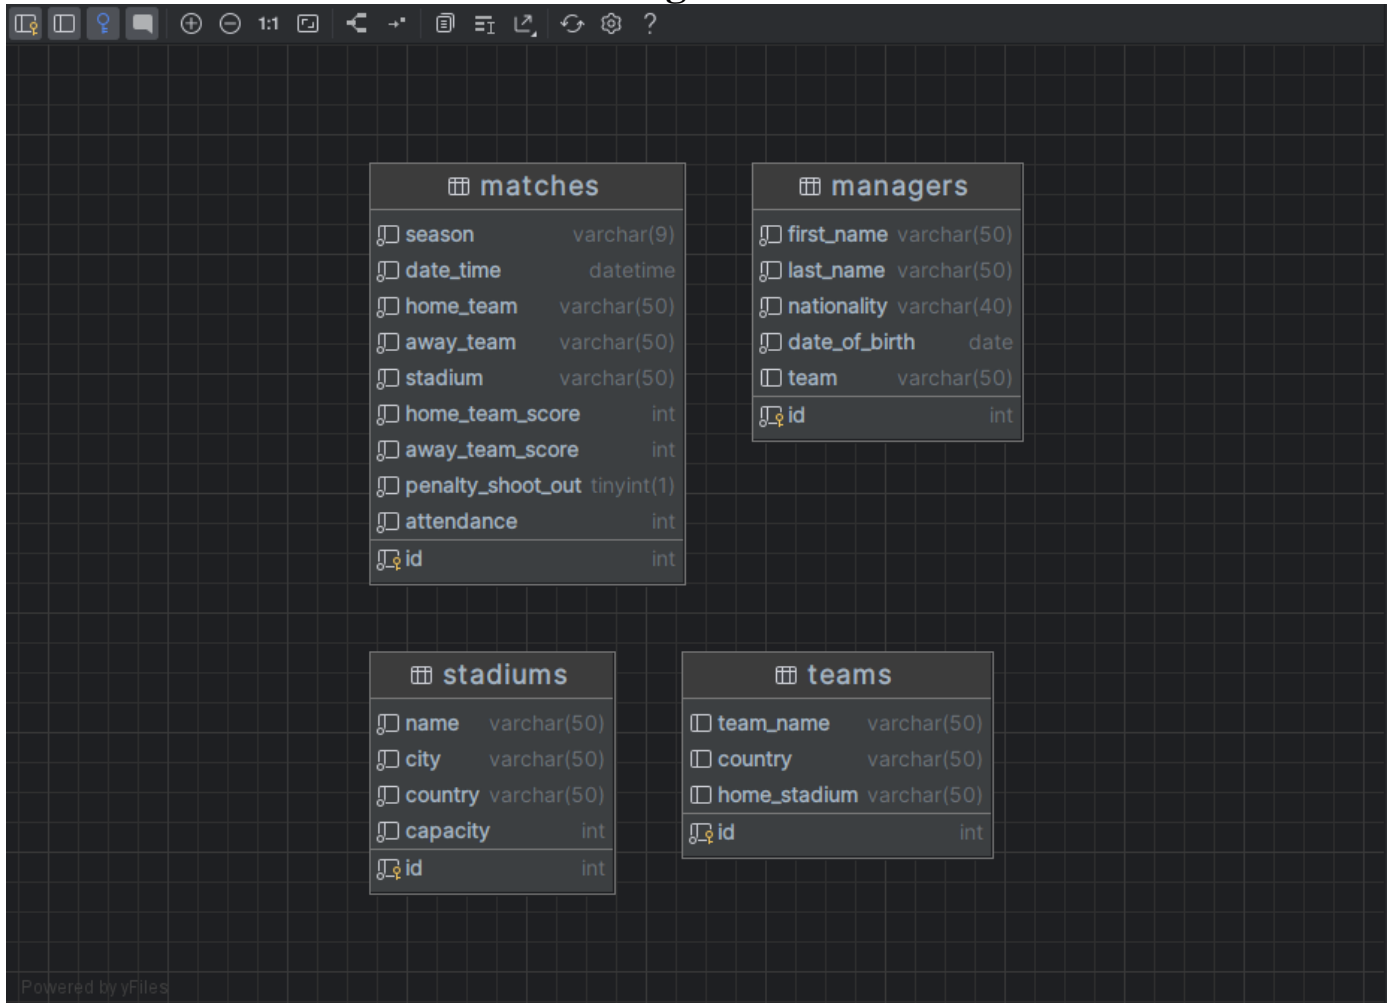 1:1
?
matches
season varchar(9)
date_time datetime
home_team varchar(50)
away_team varchar(50)
stadium varchar(50)
home_team_score int
away_team_score int
penalty_shoot_out tinyint(1)
attendance int
id int
managers
first_name varchar(50)
last_name varchar(50)
nationality varchar(40)
date_of_birth date
team varchar(50)
id int
stadiums
name varchar(50)
city varchar(50)
country varchar(50)
capacity int
id int
teams
team_name varchar(50)
country varchar(50)
home_stadium varchar(50)
id int
Powered by yFiles